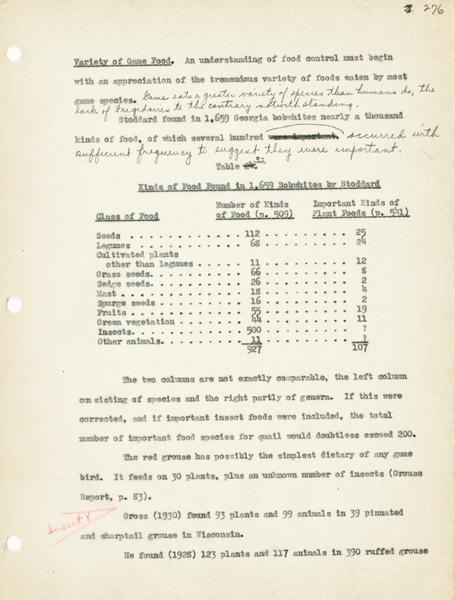 276
Variety of Game Food. An understanding of food control must begin
with an appreciation of the tremendous variety of foods eaten by most
game species. Game eats a greater variety of species than humans do, the
lack of Frigidaires to the contrary notwithstanding.
Stoddard found in 1,659 Georgia bobwhites nearly a thousand
kinds of food, of which several hundred were important. occurred with
sufficient frequency to suggest they were important.
Table
Kinds of Food Found in 1,659 Bobwhites by Stoddard
Class of Food Number of Kinds of Food (p. 509) Important Kinds of Plant Foods (p. 541)
Seeds . . . . . . . . . . . 112 . . . . . . . . . . 25
Legumes . . . . . . . . . . 68 . . . . . . . . . . 24
Cultivated plants
other than legumes . . . . . 11 . . . . . . . . . . 12
Grass seeds. . . . . . . . . 66 . . . . . . . . . . 8
Sedge seeds. . . . . . . . . 26 . . . . . . . . . . 2
Mast . . . . . . . . . . . . 18 . . . . . . . . . . 4
Spurge seeds . . . . . . . . 16 . . . . . . . . . . 2
Fruits . . . . . . . . . . . 55 . . . . . . . . . . 19
Green vegetation . . . . . . 44 . . . . . . . . . . 11
Insects. . . . . . . . . . . 500 . . . . . . . . . . ?
Other animals. . . . . . . . 11 . . . . . . . . . . ?
927 107
The two columns are not exactly comparable, the left column
consisting of species and the right partly of genera. If this were
corrected, and if important insect foods were included, the total
number of important food species for quail would doubtless exceed 200.
The red grouse has possibly the simplest dietary of any game
bird. It feeds on 30 plants, plus an unknown number of insects (Grouse
Report, p. 83).
Insert
Gross (1930) found 93 plants and 99 animals in 39 pinnated
and sharptail grouse in Wisconsin.
He found (1928) 123 plants and 117 animals in 390 ruffed grouse